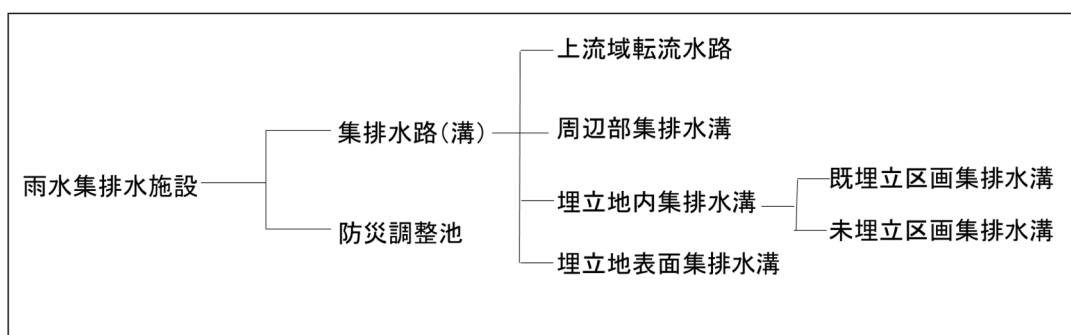 雨水集排水施設
集排水路(溝)
防災調整池
上流域転流水路
周辺部集排水溝
埋立地内集排水溝
埋立地表面集排水溝
既埋立区画集排水溝
未埋立区画集排水溝